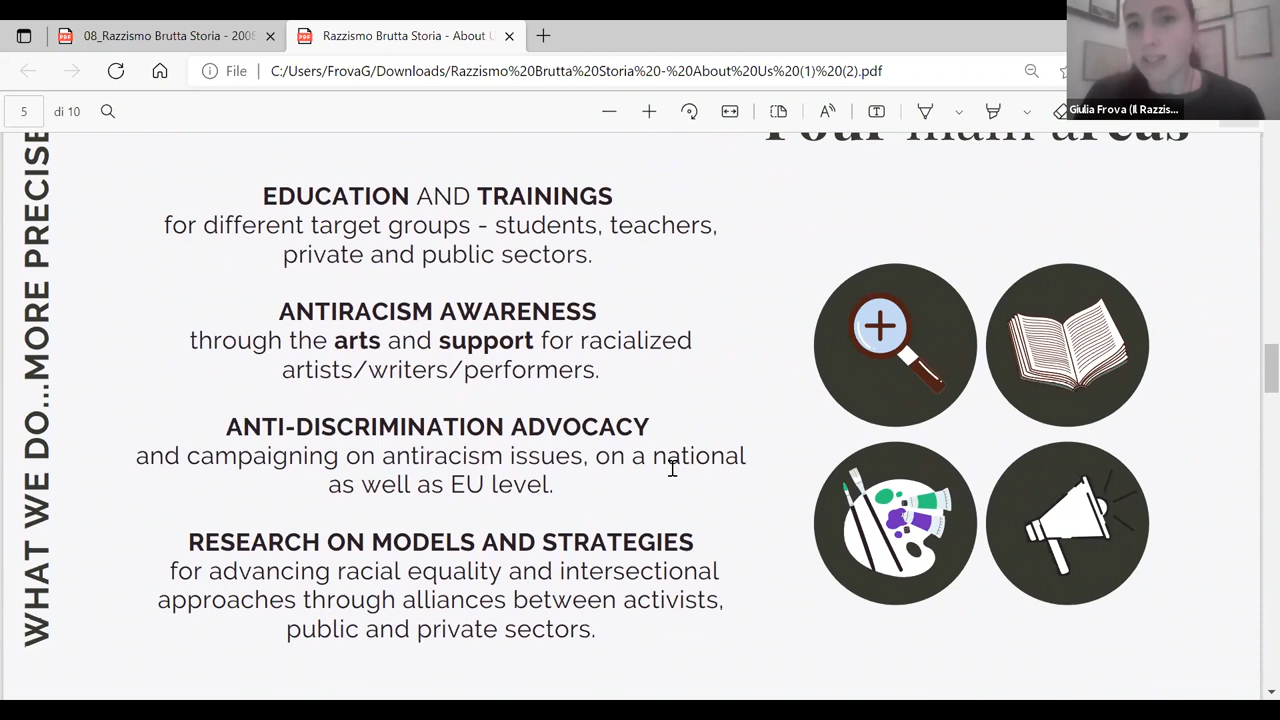 08_Razzismo Brutta Storia - 2008
Razzismo Brutta Storia - About U
File
C:/Users/FrovaG/Downloads/Razzismo%20Brutta%20Storia%20-%20About%20Us%20(1)%20(2).pdf
Giulia Frova (Il Razzis...
5 di 10
Four main areas
WHAT WE DO...MORE PRECISE
EDUCATION AND TRAININGS
for different target groups - students, teachers,
private and public sectors.
ANTIRACISM AWARENESS
through the arts and support for racialized
artists/writers/performers.
ANTI-DISCRIMINATION ADVOCACY
and campaigning on antiracism issues, on a national
as well as EU level.
RESEARCH ON MODELS AND STRATEGIES
for advancing racial equality and intersectional
approaches through alliances between activists,
public and private sectors.